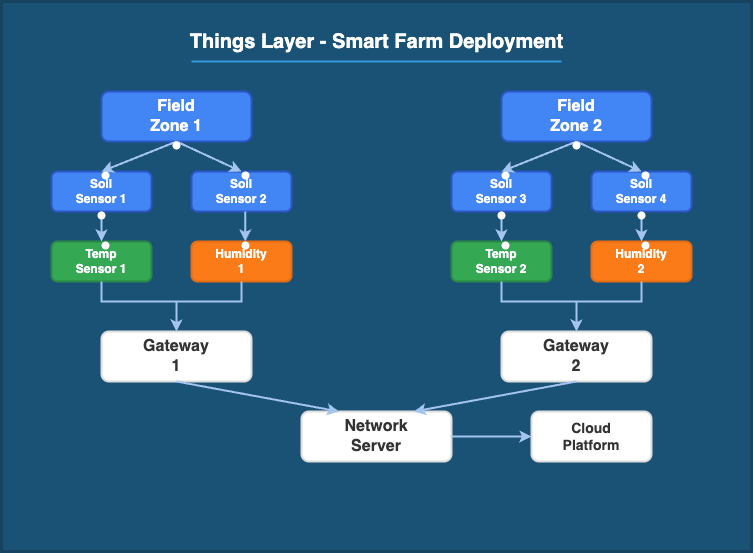 Things Layer - Smart Farm Deployment
Field
Zone 1
Field
Zone 2
Soil
Sensor 1
Soil
Sensor 2
Soil
Sensor 3
Soil
Sensor 4
Temp
Sensor 1
Humidity
1
Temp
Sensor 2
Humidity
2
Gateway
1
Gateway
2
Network
Server
Cloud
Platform